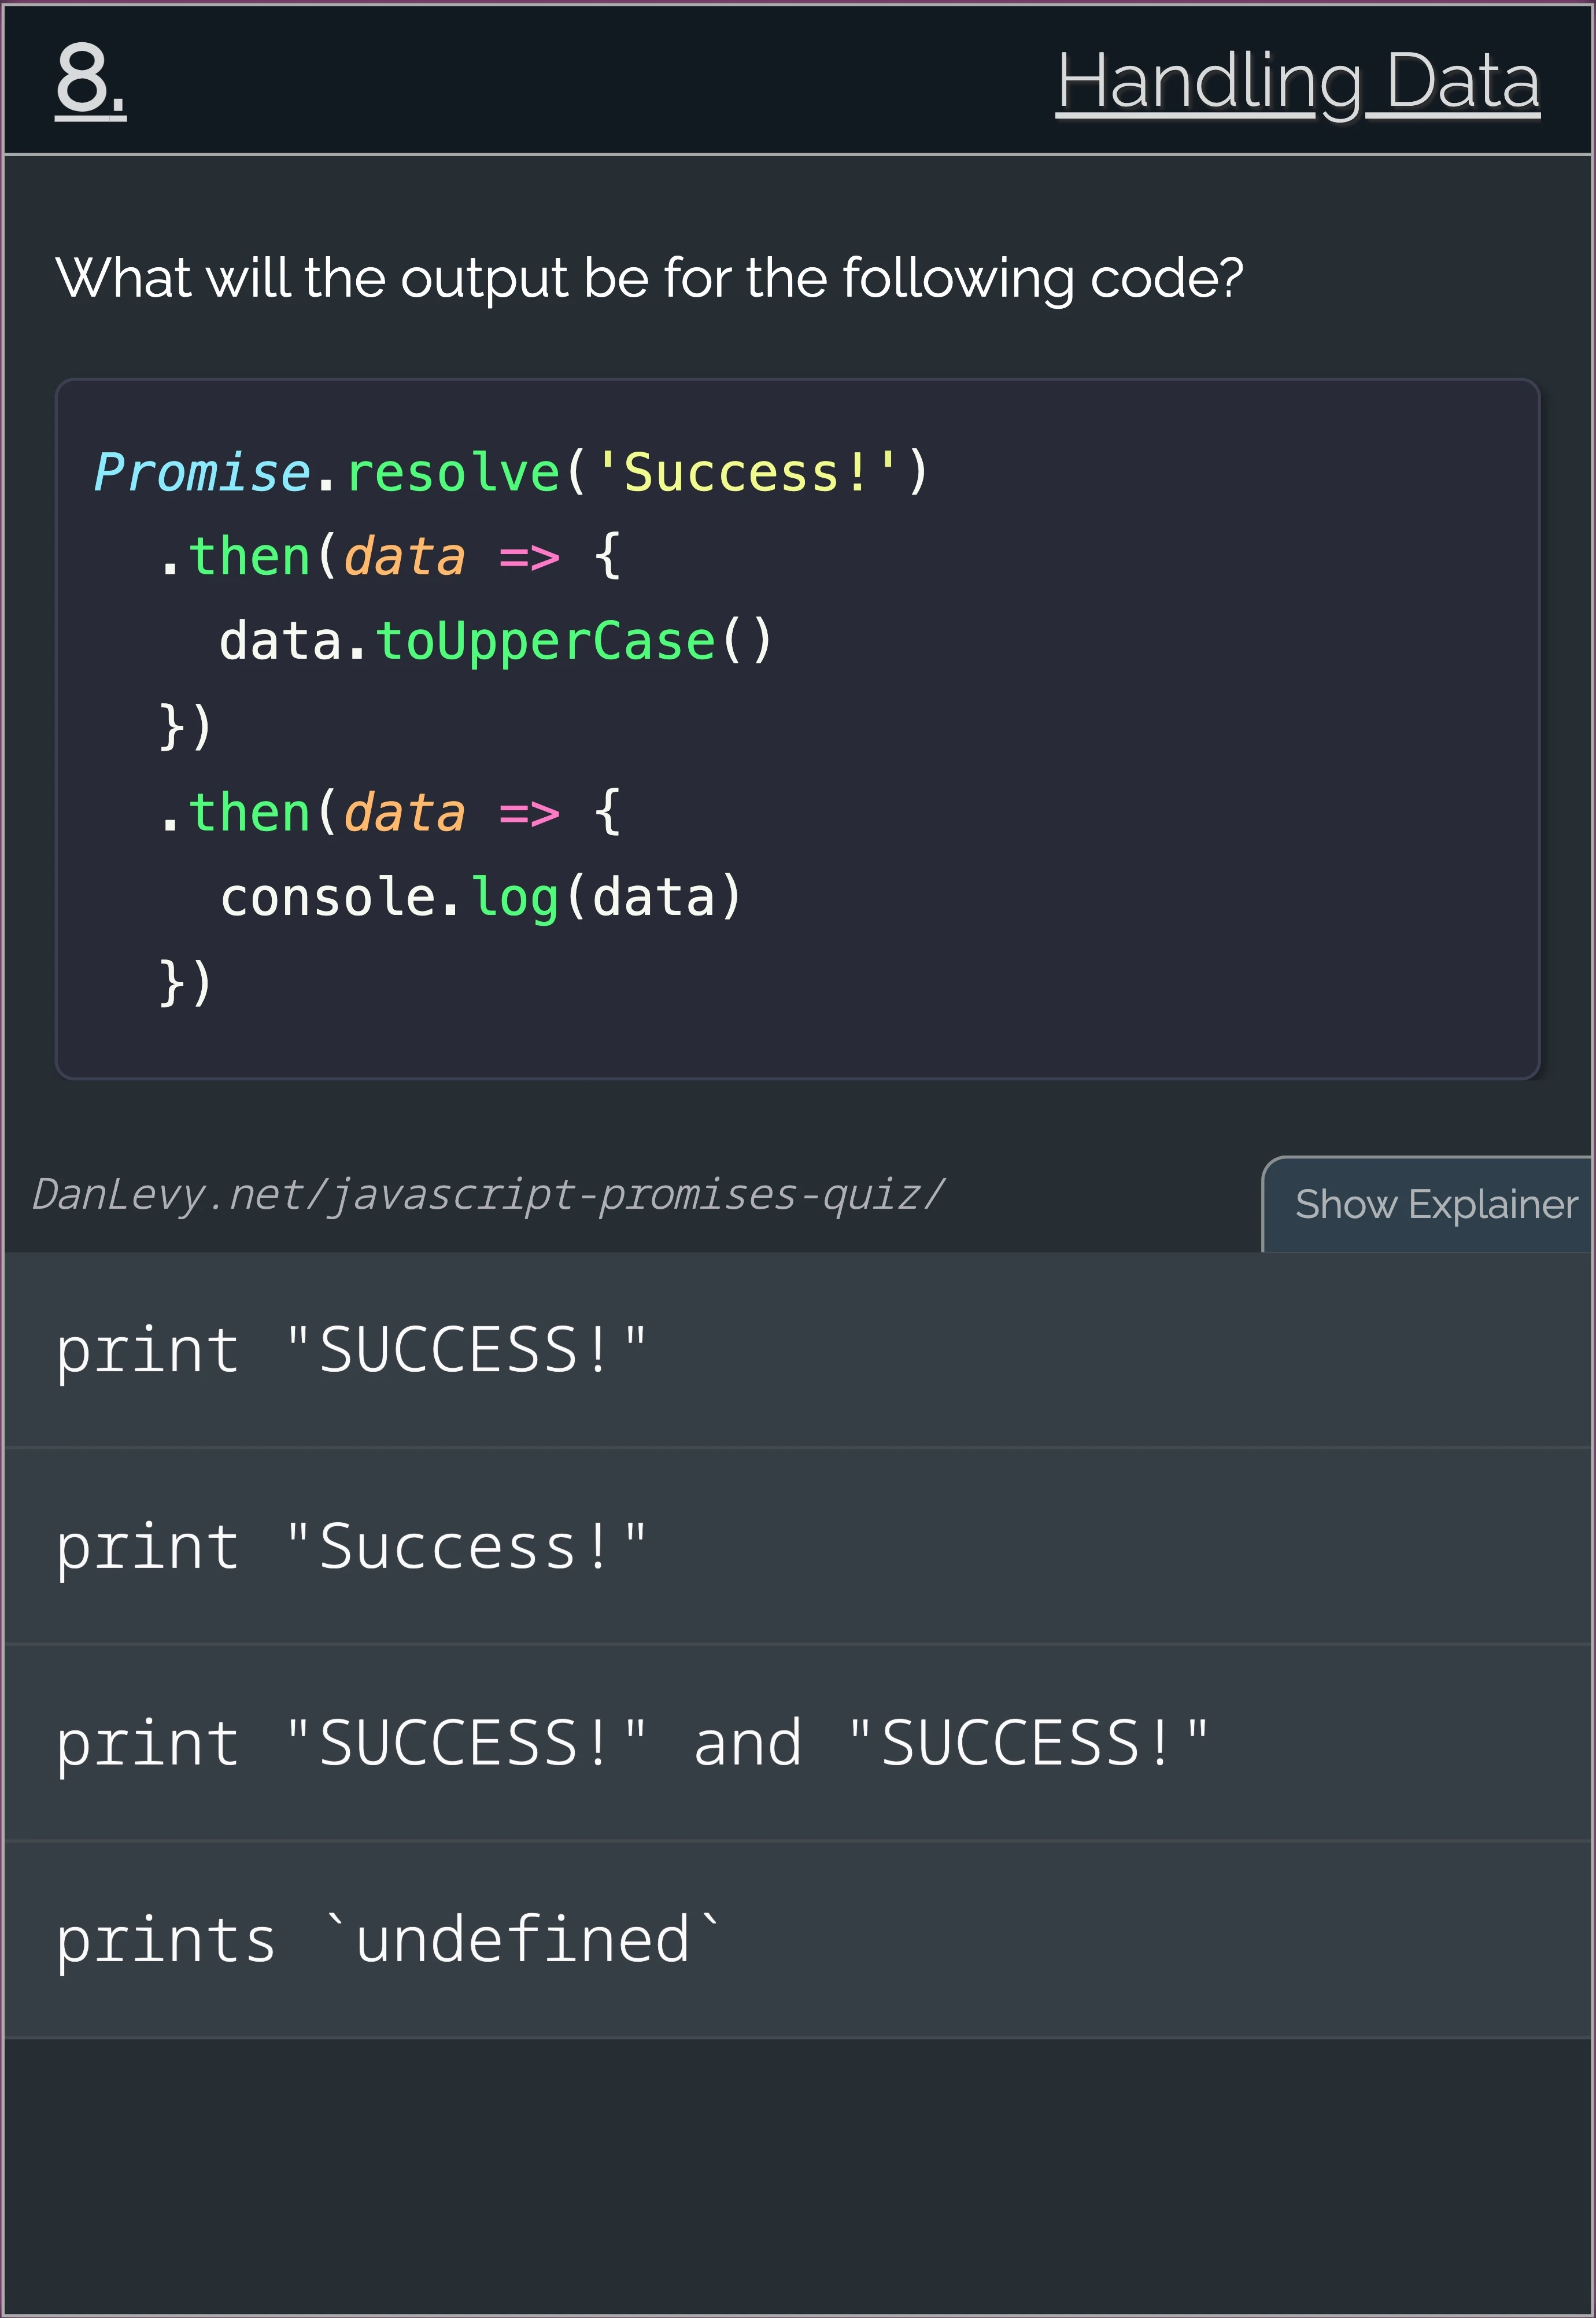 8.
Handling Data
What will the output be for the following code?
Promise.resolve('Success!')
  .then(data => {
    data.toUpperCase()
  })
  .then(data => {
    console.log(data)
  })
DanLevy.net/javascript-promises-quiz/
Show Explainer
print "SUCCESS!"
print "Success!"
print "SUCCESS!" and "SUCCESS!"
prints `undefined`